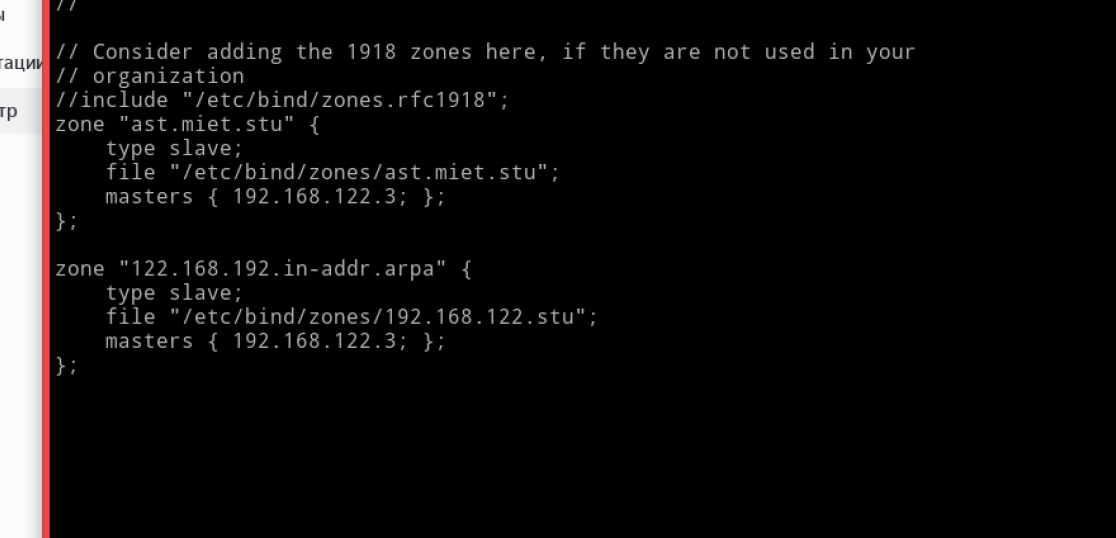 ы
тации
тр
//
// Consider adding the 1918 zones here, if they are not used in your
// organization
//include "/etc/bind/zones.rfc1918";
zone "ast.miet.stu" {
    type slave;
    file "/etc/bind/zones/ast.miet.stu";
    masters { 192.168.122.3; };
};
zone "122.168.192.in-addr.arpa" {
    type slave;
    file "/etc/bind/zones/192.168.122.stu";
    masters { 192.168.122.3; };
};